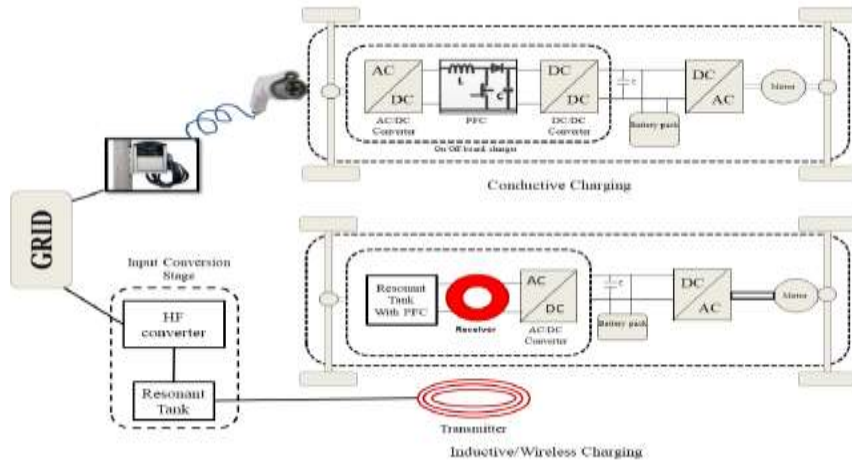 GRID
AC
DC
AC/DC
Converter
L
C
PFC
DC
DC
DC/DC
Converter
On Off board charger
c
Battery pack
DC
AC
Motor
Conductive Charging
Input Conversion
Stage
HF
converter
Resonant
Tank
Transmitter
Resonant
Tank
With PFC
Receiver
AC
DC
AC/DC
Converter
c
Battery pack
DC
AC
Motor
Inductive/Wireless Charging